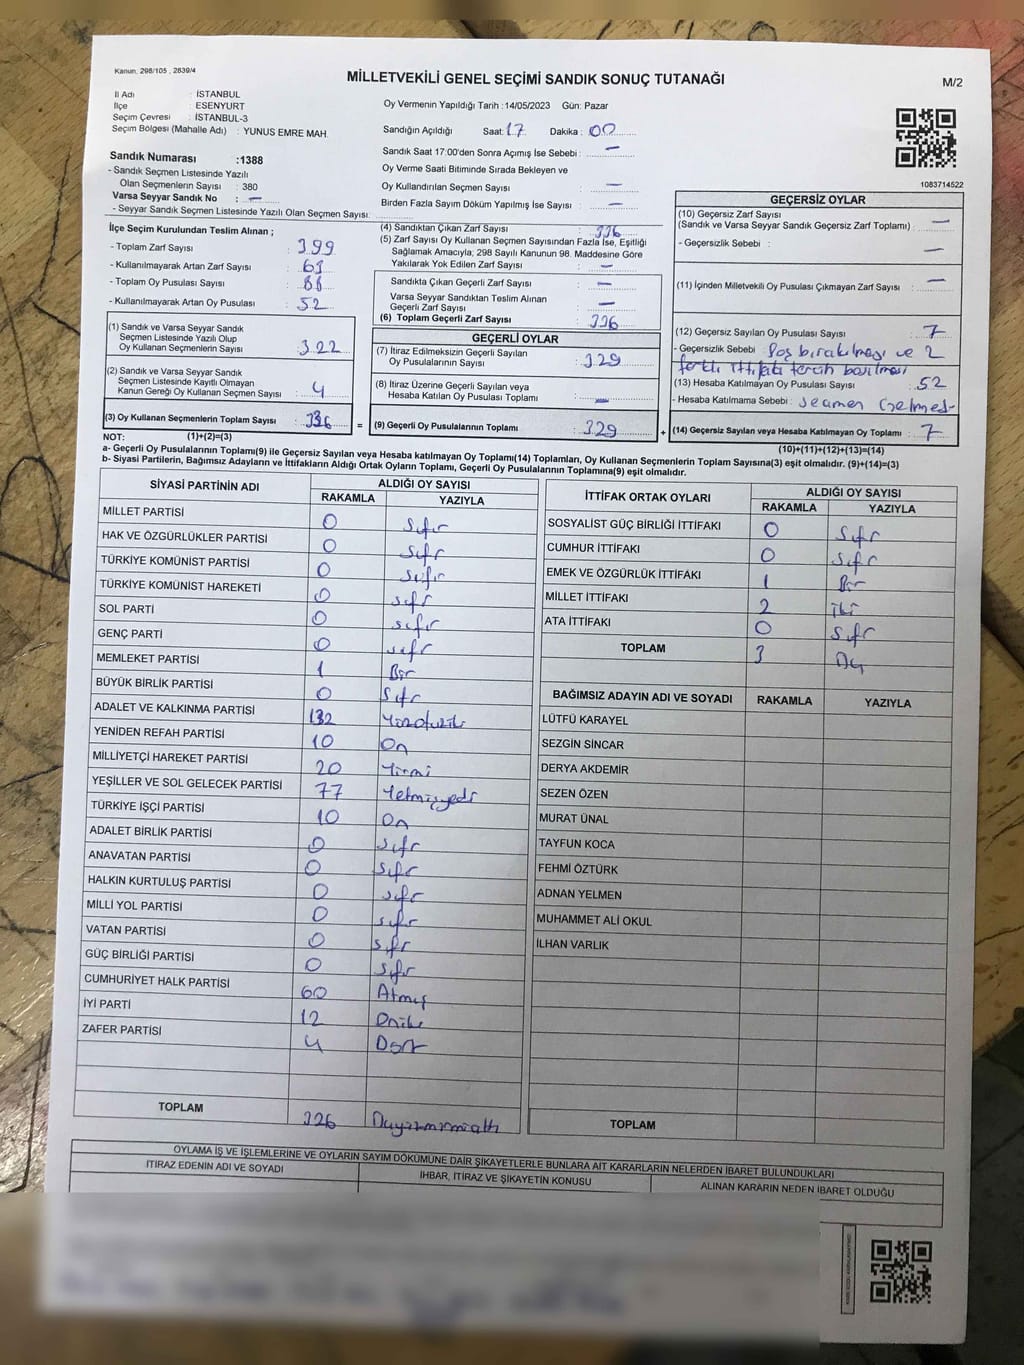 Kanun, 298/105 , 2839/4
MİLLETVEKİLİ GENEL SEÇİMİ SANDIK SONUÇ TUTANAĞI
M/2
İl Adı : İSTANBUL
İlçe : ESENYURT
Seçim Çevresi : İSTANBUL-3
Seçim Bölgesi (Mahalle Adı) : YUNUS EMRE MAH.
Sandık Numarası :1388
- Sandık Seçmen Listesinde Yazılı
Olan Seçmenlerin Sayısı : 380
Varsa Seyyar Sandık No : —
- Seyyar Sandık Seçmen Listesinde Yazılı Olan Seçmen Sayısı:
Oy Vermenin Yapıldığı Tarih :14/05/2023 Gün: Pazar
Sandığın Açıldığı Saat: 17 Dakika : 00
Sandık Saat 17:00'den Sonra Açımış İse Sebebi : —
Oy Verme Saati Bitiminde Sırada Bekleyen ve
Oy Kullandırılan Seçmen Sayısı : —
Birden Fazla Sayım Döküm Yapılmış İse Sayısı : —
1083714522
İlçe Seçim Kurulundan Teslim Alınan ;
- Toplam Zarf Sayısı : 399
- Kullanılmayarak Artan Zarf Sayısı : 63
- Toplam Oy Pusulası Sayısı :
- Kullanılmayarak Artan Oy Pusulası : 52
(1) Sandık ve Varsa Seyyar Sandık
Seçmen Listesinde Yazılı Olup
Oy Kullanan Seçmenlerin Sayısı : 322
(2) Sandık ve Varsa Seyyar Sandık
Seçmen Listesinde Kayıtlı Olmayan
Kanun Gereği Oy Kullanan Seçmenlerin Sayısı : 4
(3) Oy Kullanan Seçmenlerin Toplam Sayısı : 336
(4) Sandıktan Çıkan Zarf Sayısı : 336
(5) Zarf Sayısı Oy Kullanan Seçmen Sayısından Fazla İse, Eşitliği
Sağlamak Amacıyla; 298 Sayılı Kanunun 98. Maddesine Göre
Yakılarak Yok Edilen Zarf Sayısı : —
Sandıkta Çıkan Geçerli Zarf Sayısı : —
Varsa Seyyar Sandıktan Teslim Alınan
Geçerli Zarf Sayısı : —
(6) Toplam Geçerli Zarf Sayısı : 336
GEÇERLİ OYLAR
(7) İtiraz Edilmeksizin Geçerli Sayılan
Oy Pusulalarının Sayısı : 329
(8) İtiraz Üzerine Geçerli Sayılan veya
Hesaba Katılan Oy Pusulası Toplamı : —
= (9) Geçerli Oy Pusulalarının Toplamı : 329 +
GEÇERSİZ OYLAR
(10) Geçersiz Zarf Sayısı
(Sandık ve Varsa Seyyar Sandık Geçersiz Zarf Toplamı) : —
- Geçersizlik Sebebi : —
(11) İçinden Milletvekili Oy Pusulası Çıkmayan Zarf Sayısı : —
(12) Geçersiz Sayılan Oy Pusulası Sayısı : 7
- Geçersizlik Sebebi : Boş bırakılması ve 2
farklı ittifaka tercih basılması
(13) Hesaba Katılmayan Oy Pusulası Sayısı : 52
- Hesaba Katılmama Sebebi : seçmen Gelmedi
(14) Geçersiz Sayılan veya Hesaba Katılmayan Oy Toplamı : 7
NOT: (1)+(2)=(3)
(10)+(11)+(12)+(13)=(14)
a- Geçerli Oy Pusulalarının Toplamı(9) ile Geçersiz Sayılan veya Hesaba katılmayan Oy Toplamı(14) Toplamları, Oy Kullanan Seçmenlerin Toplam Sayısına(3) eşit olmalıdır. (9)+(14)=(3)
b- Siyasi Partilerin, Bağımsız Adayların ve İttifakların Aldığı Ortak Oyların Toplamı, Geçerli Oy Pusulalarının Toplamına(9) eşit olmalıdır.
SİYASİ PARTİNİN ADI ALDIĞI OY SAYISI
RAKAMLA YAZIYLA
MİLLET PARTİSİ 0 Sıfır
HAK VE ÖZGÜRLÜKLER PARTİSİ 0 Sıfır
TÜRKİYE KOMÜNİST PARTİSİ 0 Sıfır
TÜRKİYE KOMÜNİST HAREKETİ 0 sıfır
SOL PARTİ 0 sıfır
GENÇ PARTİ 0 sıfır
MEMLEKET PARTİSİ 1 Bir
BÜYÜK BİRLİK PARTİSİ 0 Sıfır
ADALET VE KALKINMA PARTİSİ 132 Yüzotuziki
YENİDEN REFAH PARTİSİ 10 On
MİLLİYETÇİ HAREKET PARTİSİ 20 Yirmi
YEŞİLLER VE SOL GELECEK PARTİSİ 77 Yetmişyedi
TÜRKİYE İŞÇİ PARTİSİ 10 On
ADALET BİRLİK PARTİSİ 0 Sıfır
ANAVATAN PARTİSİ 0 Sıfır
HALKIN KURTULUŞ PARTİSİ 0 sıfır
MİLLİ YOL PARTİSİ 0 sıfır
VATAN PARTİSİ 0 sıfır
GÜÇ BİRLİĞİ PARTİSİ 0 sıfır
CUMHURİYET HALK PARTİSİ 60 Atmış
İYİ PARTİ 12 Oniki
ZAFER PARTİSİ 4 Dört
TOPLAM 326
İTTİFAK ORTAK OYLARI ALDIĞI OY SAYISI
RAKAMLA YAZIYLA
SOSYALİST GÜÇ BİRLİĞİ İTTİFAKI 0 Sıfır
CUMHUR İTTİFAKI 0 Sıfır
EMEK VE ÖZGÜRLÜK İTTİFAKI 1 Bir
MİLLET İTTİFAKI 2 İki
ATA İTTİFAKI 0 Sıfır
TOPLAM 3 Üç
BAĞIMSIZ ADAYIN ADI VE SOYADI RAKAMLA YAZIYLA
LÜTFÜ KARAYEL
SEZGİN SİNCAR
DERYA AKDEMİR
SEZEN ÖZEN
MURAT ÜNAL
TAYFUN KOCA
FEHMİ ÖZTÜRK
ADNAN YELMEN
MUHAMMET ALİ OKUL
İLHAN VARLIK
TOPLAM
OYLAMA İŞ VE İŞLEMLERİNE VE OYLARIN SAYIM DÖKÜMÜNE DAİR ŞİKAYETLERLE BUNLARA AİT KARARLARIN NELERDEN İBARET BULUNDUKLARI
İTİRAZ EDENİN ADI VE SOYADI İHBAR, İTİRAZ VE ŞİKAYETİN KONUSU ALINAN KARARIN NEDEN İBARET OLDUĞU